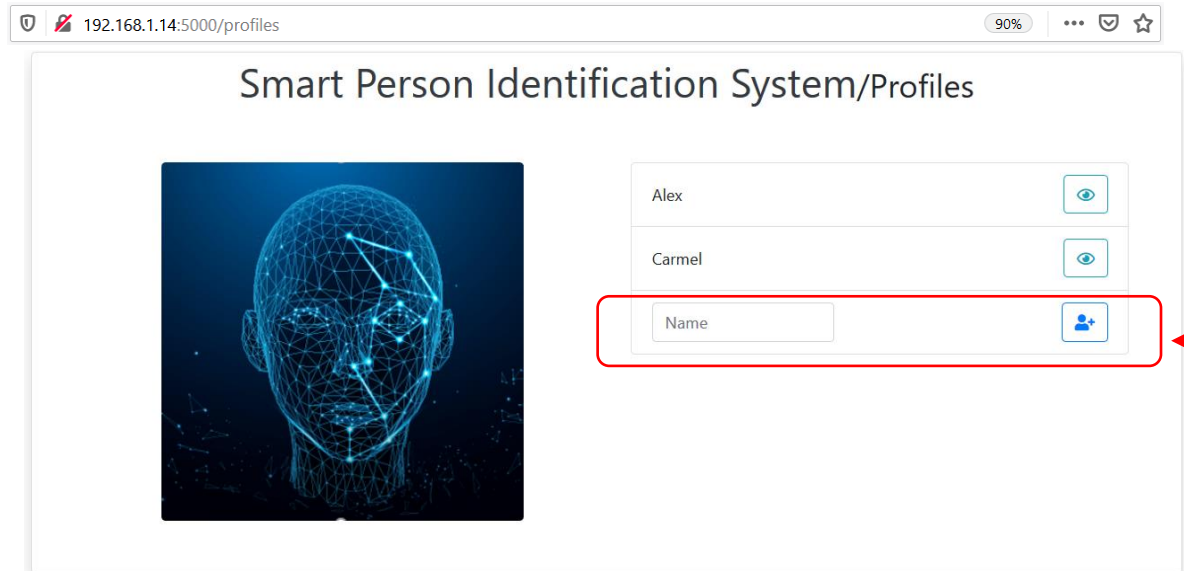 192.168.1.14:5000/profiles
90%
Smart Person Identification System/Profiles
Alex
Carmel
Name